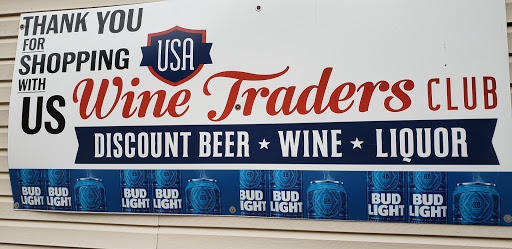 THANK YOU
FOR
SHOPPING
WITH
US
USA
Wine Traders CLUB
DISCOUNT BEER ★ WINE ★ LIQUOR
BUD LIGHT BUD LIGHT BUD LIGHT BUD LIGHT BUD LIGHT BUD LIGHT BUD LIGHT BUD LIGHT